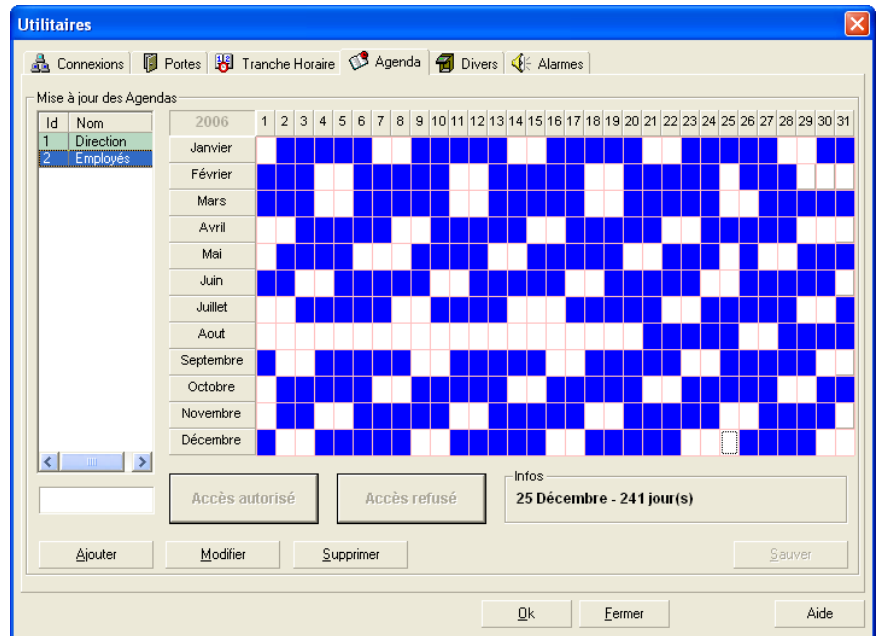 Utilitaires
Connexions Portes Tranche Horaire Agenda Divers Alarmes
Mise à jour des Agendas
Id Nom
1 Direction
2 Employés
2006 1 2 3 4 5 6 7 8 9 10 11 12 13 14 15 16 17 18 19 20 21 22 23 24 25 26 27 28 29 30 31
Janvier
Février
Mars
Avril
Mai
Juin
Juillet
Aout
Septembre
Octobre
Novembre
Décembre
Accès autorisé Accès refusé
Infos
25 Décembre - 241 jour(s)
Ajouter Modifier Supprimer Sauver
Ok Fermer Aide